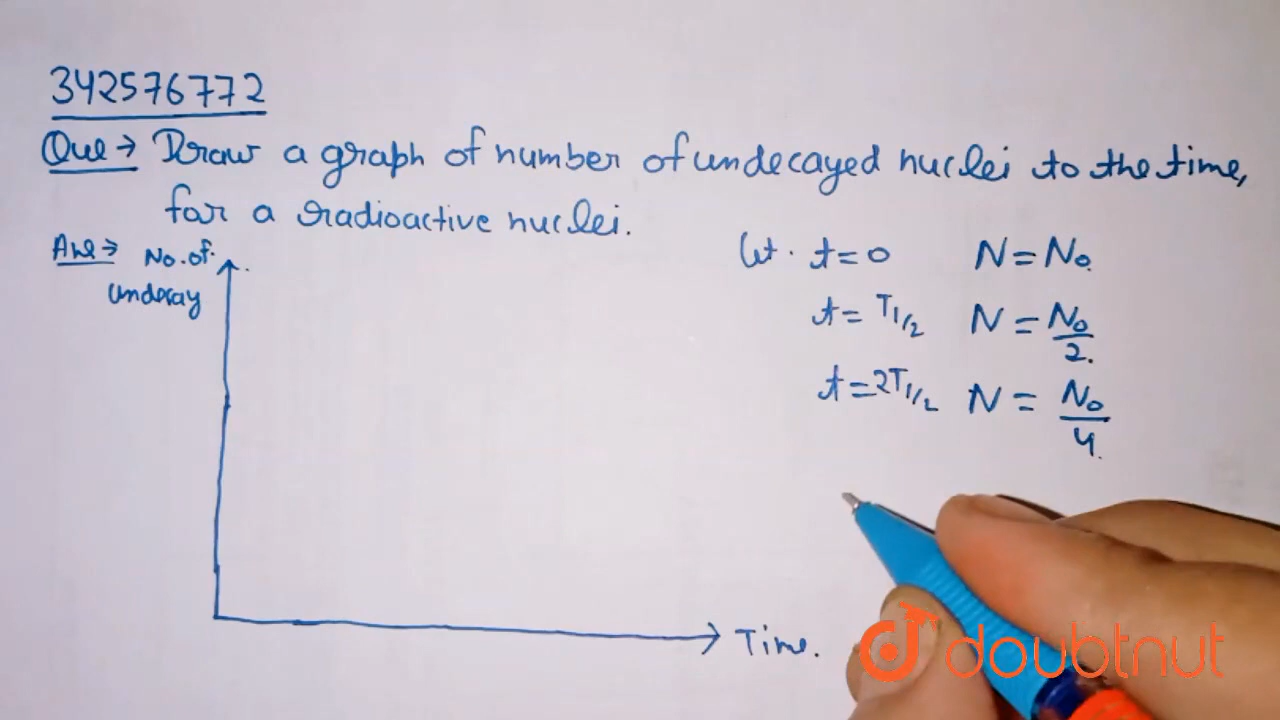 342576772
Que → Draw a graph of number of undecayed nuclei to the time,
for a radioactive nuclei.
Ans → No. of.
Undecay
Let. t=0 N=N₀.
t= T1/2 N = N₀/2.
t=2T1/2 N = N₀/4.
Time.
doubtnut